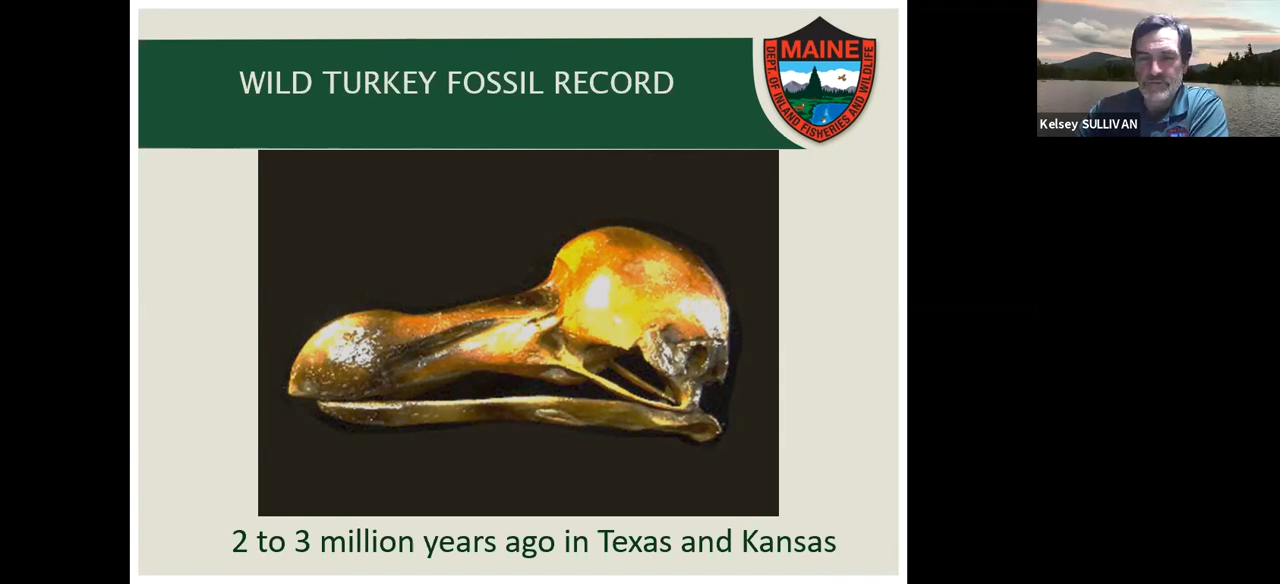 WILD TURKEY FOSSIL RECORD
MAINE
DEPT. OF INLAND FISHERIES AND WILDLIFE
Kelsey SULLIVAN
2 to 3 million years ago in Texas and Kansas